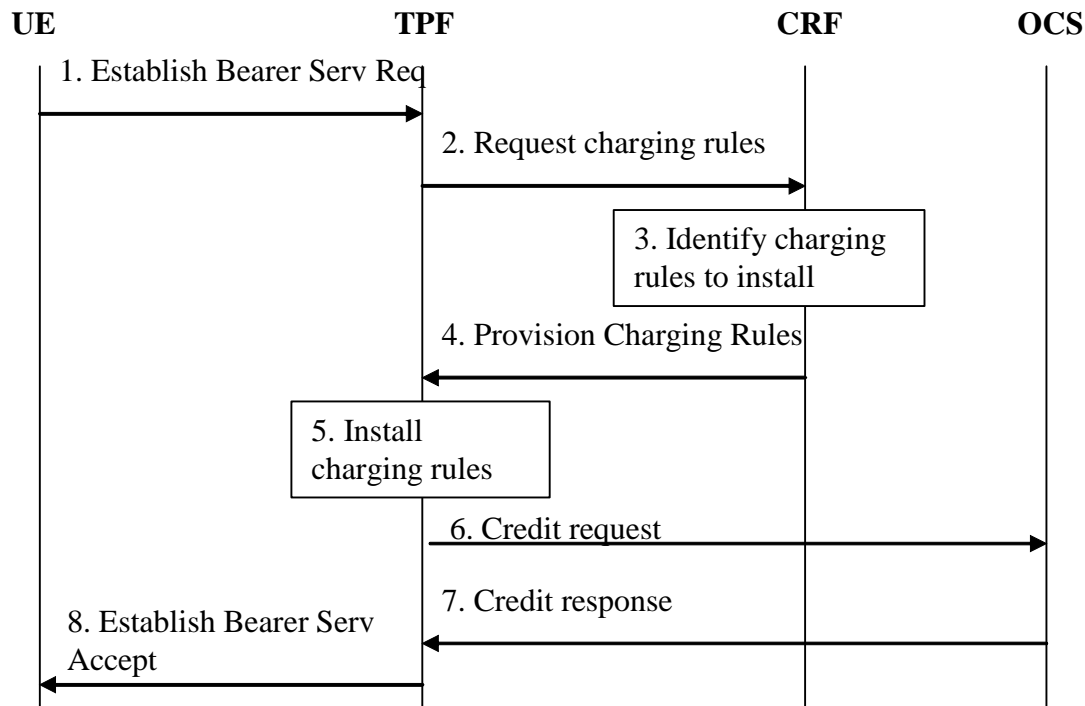 UE TPF CRF OCS
1. Establish Bearer Serv Req
2. Request charging rules
3. Identify charging
rules to install
4. Provision Charging Rules
5. Install
charging rules
6. Credit request
7. Credit response
8. Establish Bearer Serv
Accept